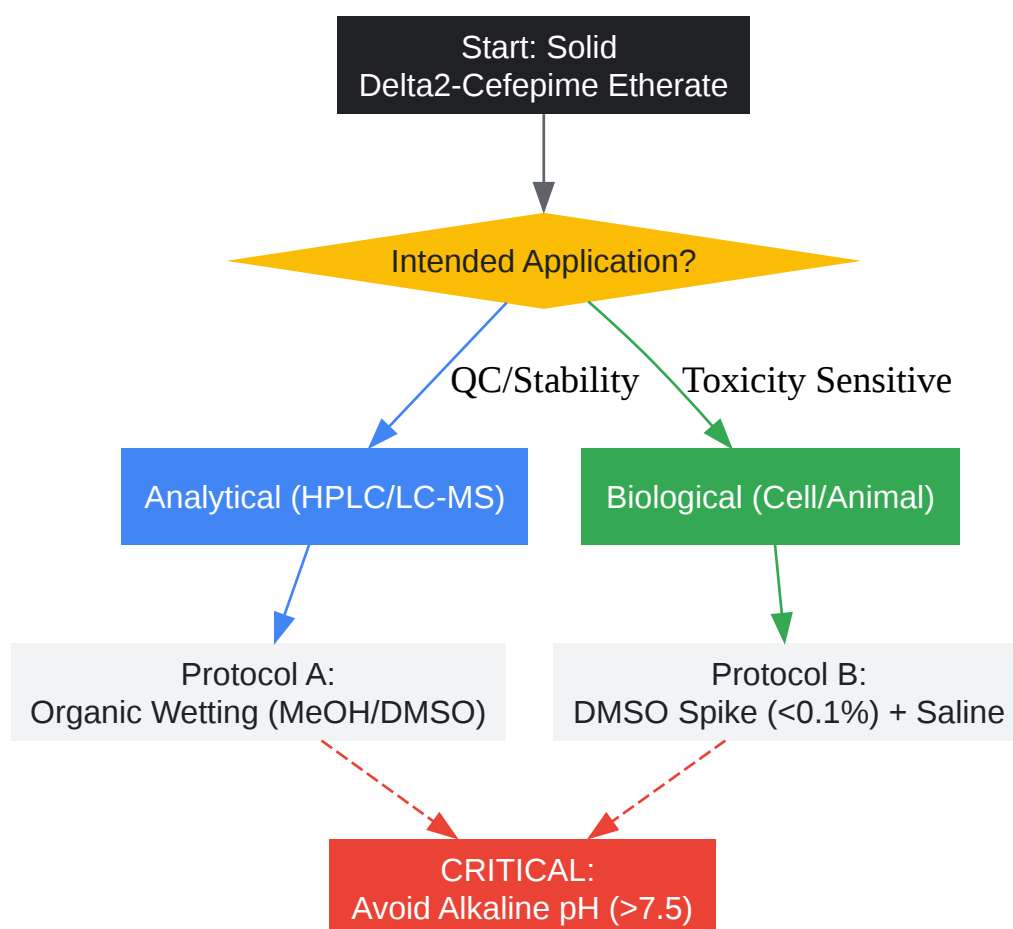 Start: Solid
Delta2-Cefepime Etherate
Intended Application?
QC/Stability
Toxicity Sensitive
Analytical (HPLC/LC-MS)
Biological (Cell/Animal)
Protocol A:
Organic Wetting (MeOH/DMSO)
Protocol B:
DMSO Spike (<0.1%) + Saline
CRITICAL:
Avoid Alkaline pH (>7.5)